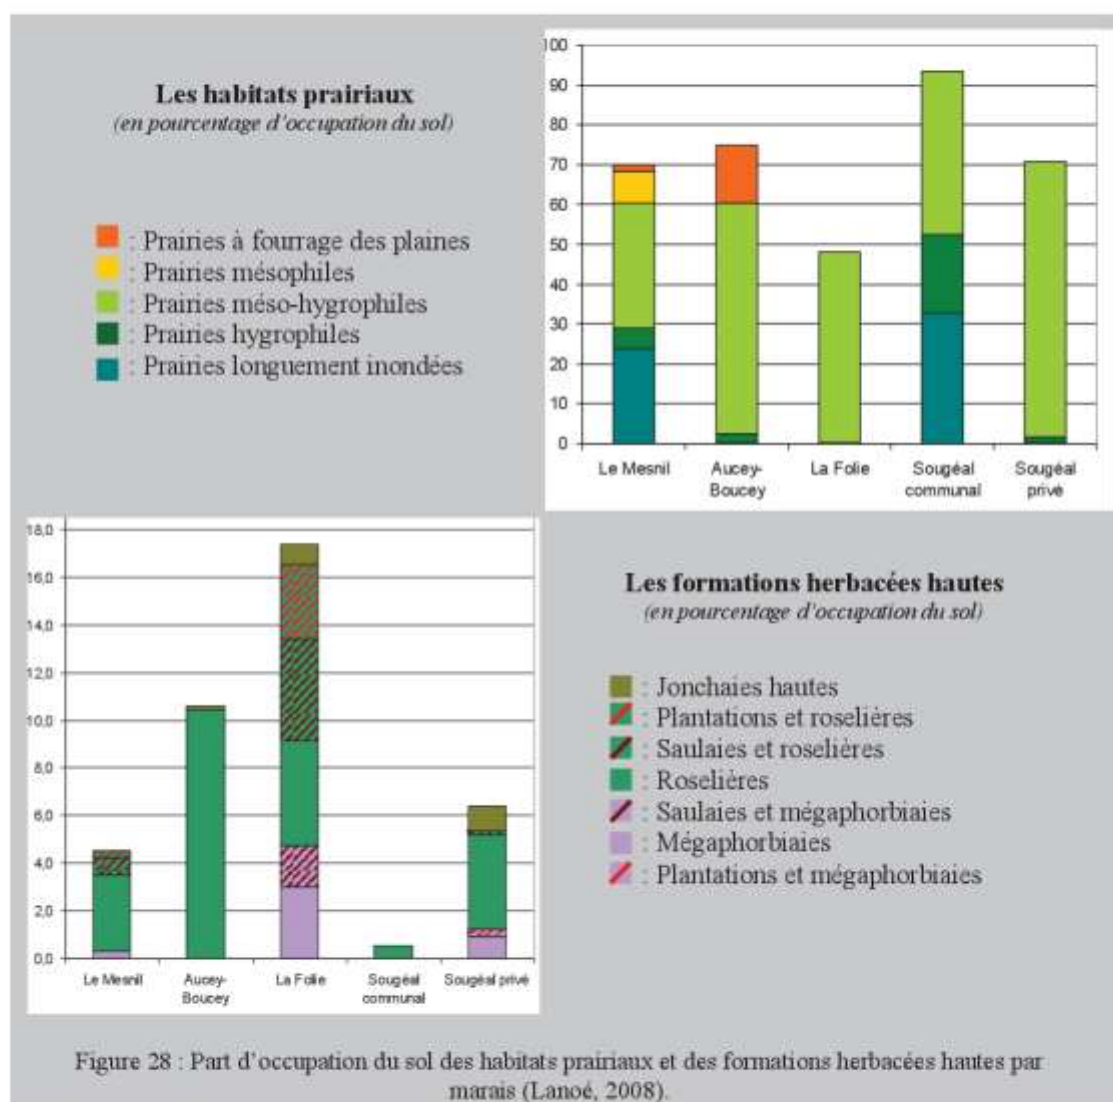 Les habitats prairiaux
(en pourcentage d'occupation du sol)
: Prairies à fourrage des plaines
: Prairies mésophiles
: Prairies méso-hygrophiles
: Prairies hygrophiles
: Prairies longuement inondées
100
90
80
70
60
50
40
30
20
10
0
Le Mesnil
Aucey-
Boucey
La Folie
Sougéal
communal
Sougéal
privé
18,0
16,0
14,0
12,0
10,0
8,0
6,0
4,0
2,0
0,0
Le Mesnil
Aucey-
Boucey
La Folie
Sougéal
communal
Sougéal privé
Les formations herbacées hautes
(en pourcentage d'occupation du sol)
: Jonchaies hautes
: Plantations et roselières
: Saulaies et roselières
: Roselières
: Saulaies et mégaphorbiaies
: Mégaphorbiaies
: Plantations et mégaphorbiaies
Figure 28 : Part d'occupation du sol des habitats prairiaux et des formations herbacées hautes par
marais (Lanoé, 2008).